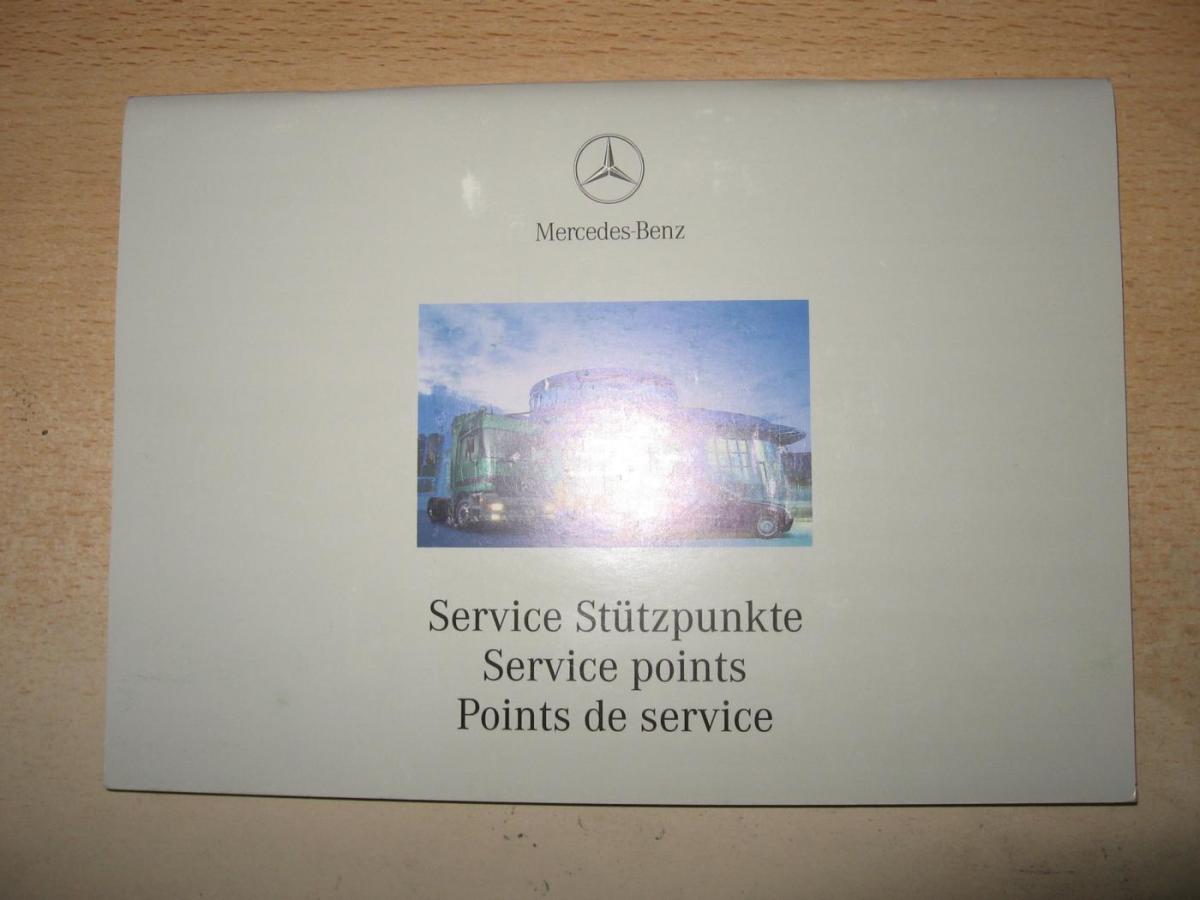 Mercedes-Benz
Service Stützpunkte
Service points
Points de service